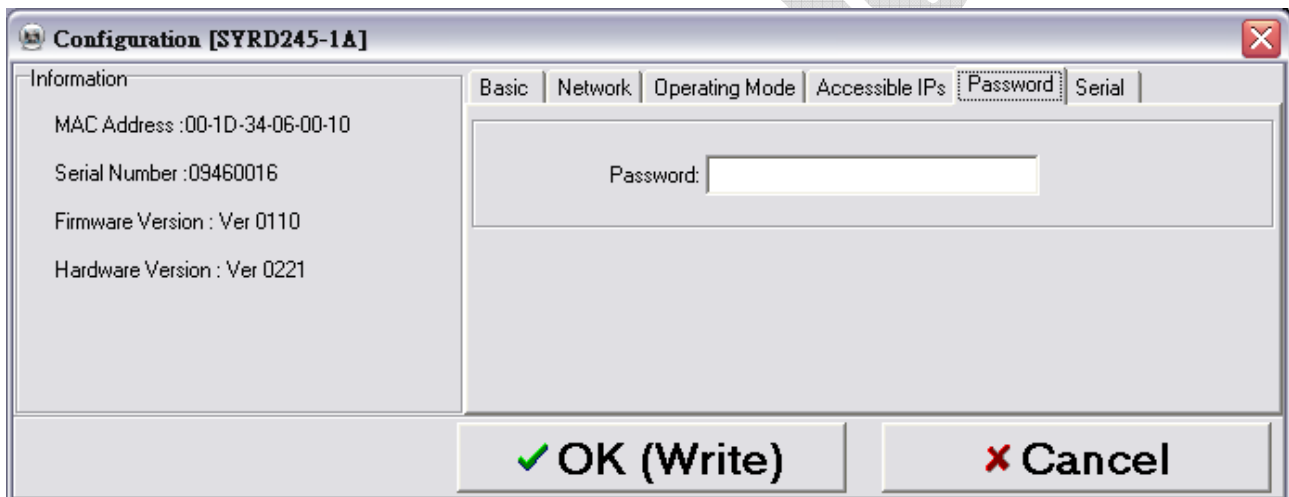 Configuration [SYRD245-1A]
Information
MAC Address :00-1D-34-06-00-10
Serial Number :09460016
Firmware Version : Ver 0110
Hardware Version : Ver 0221
Basic Network Operating Mode Accessible IPs Password Serial
Password:
OK (Write) Cancel